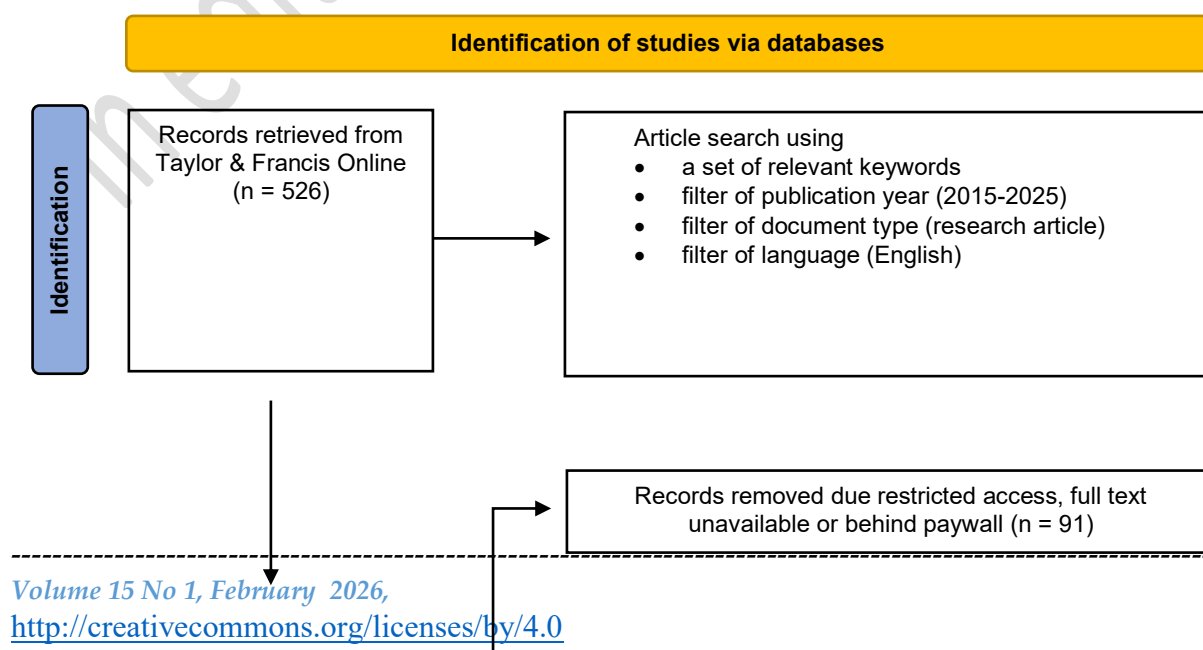 Identification of studies via databases
Identification
Records retrieved from
Taylor & Francis Online
(n = 526)
Article search using
• a set of relevant keywords
• filter of publication year (2015-2025)
• filter of document type (research article)
• filter of language (English)
Records removed due restricted access, full text
unavailable or behind paywall (n = 91)
Volume 15 No 1, February 2026,
http://creativecommons.org/licenses/by/4.0
In